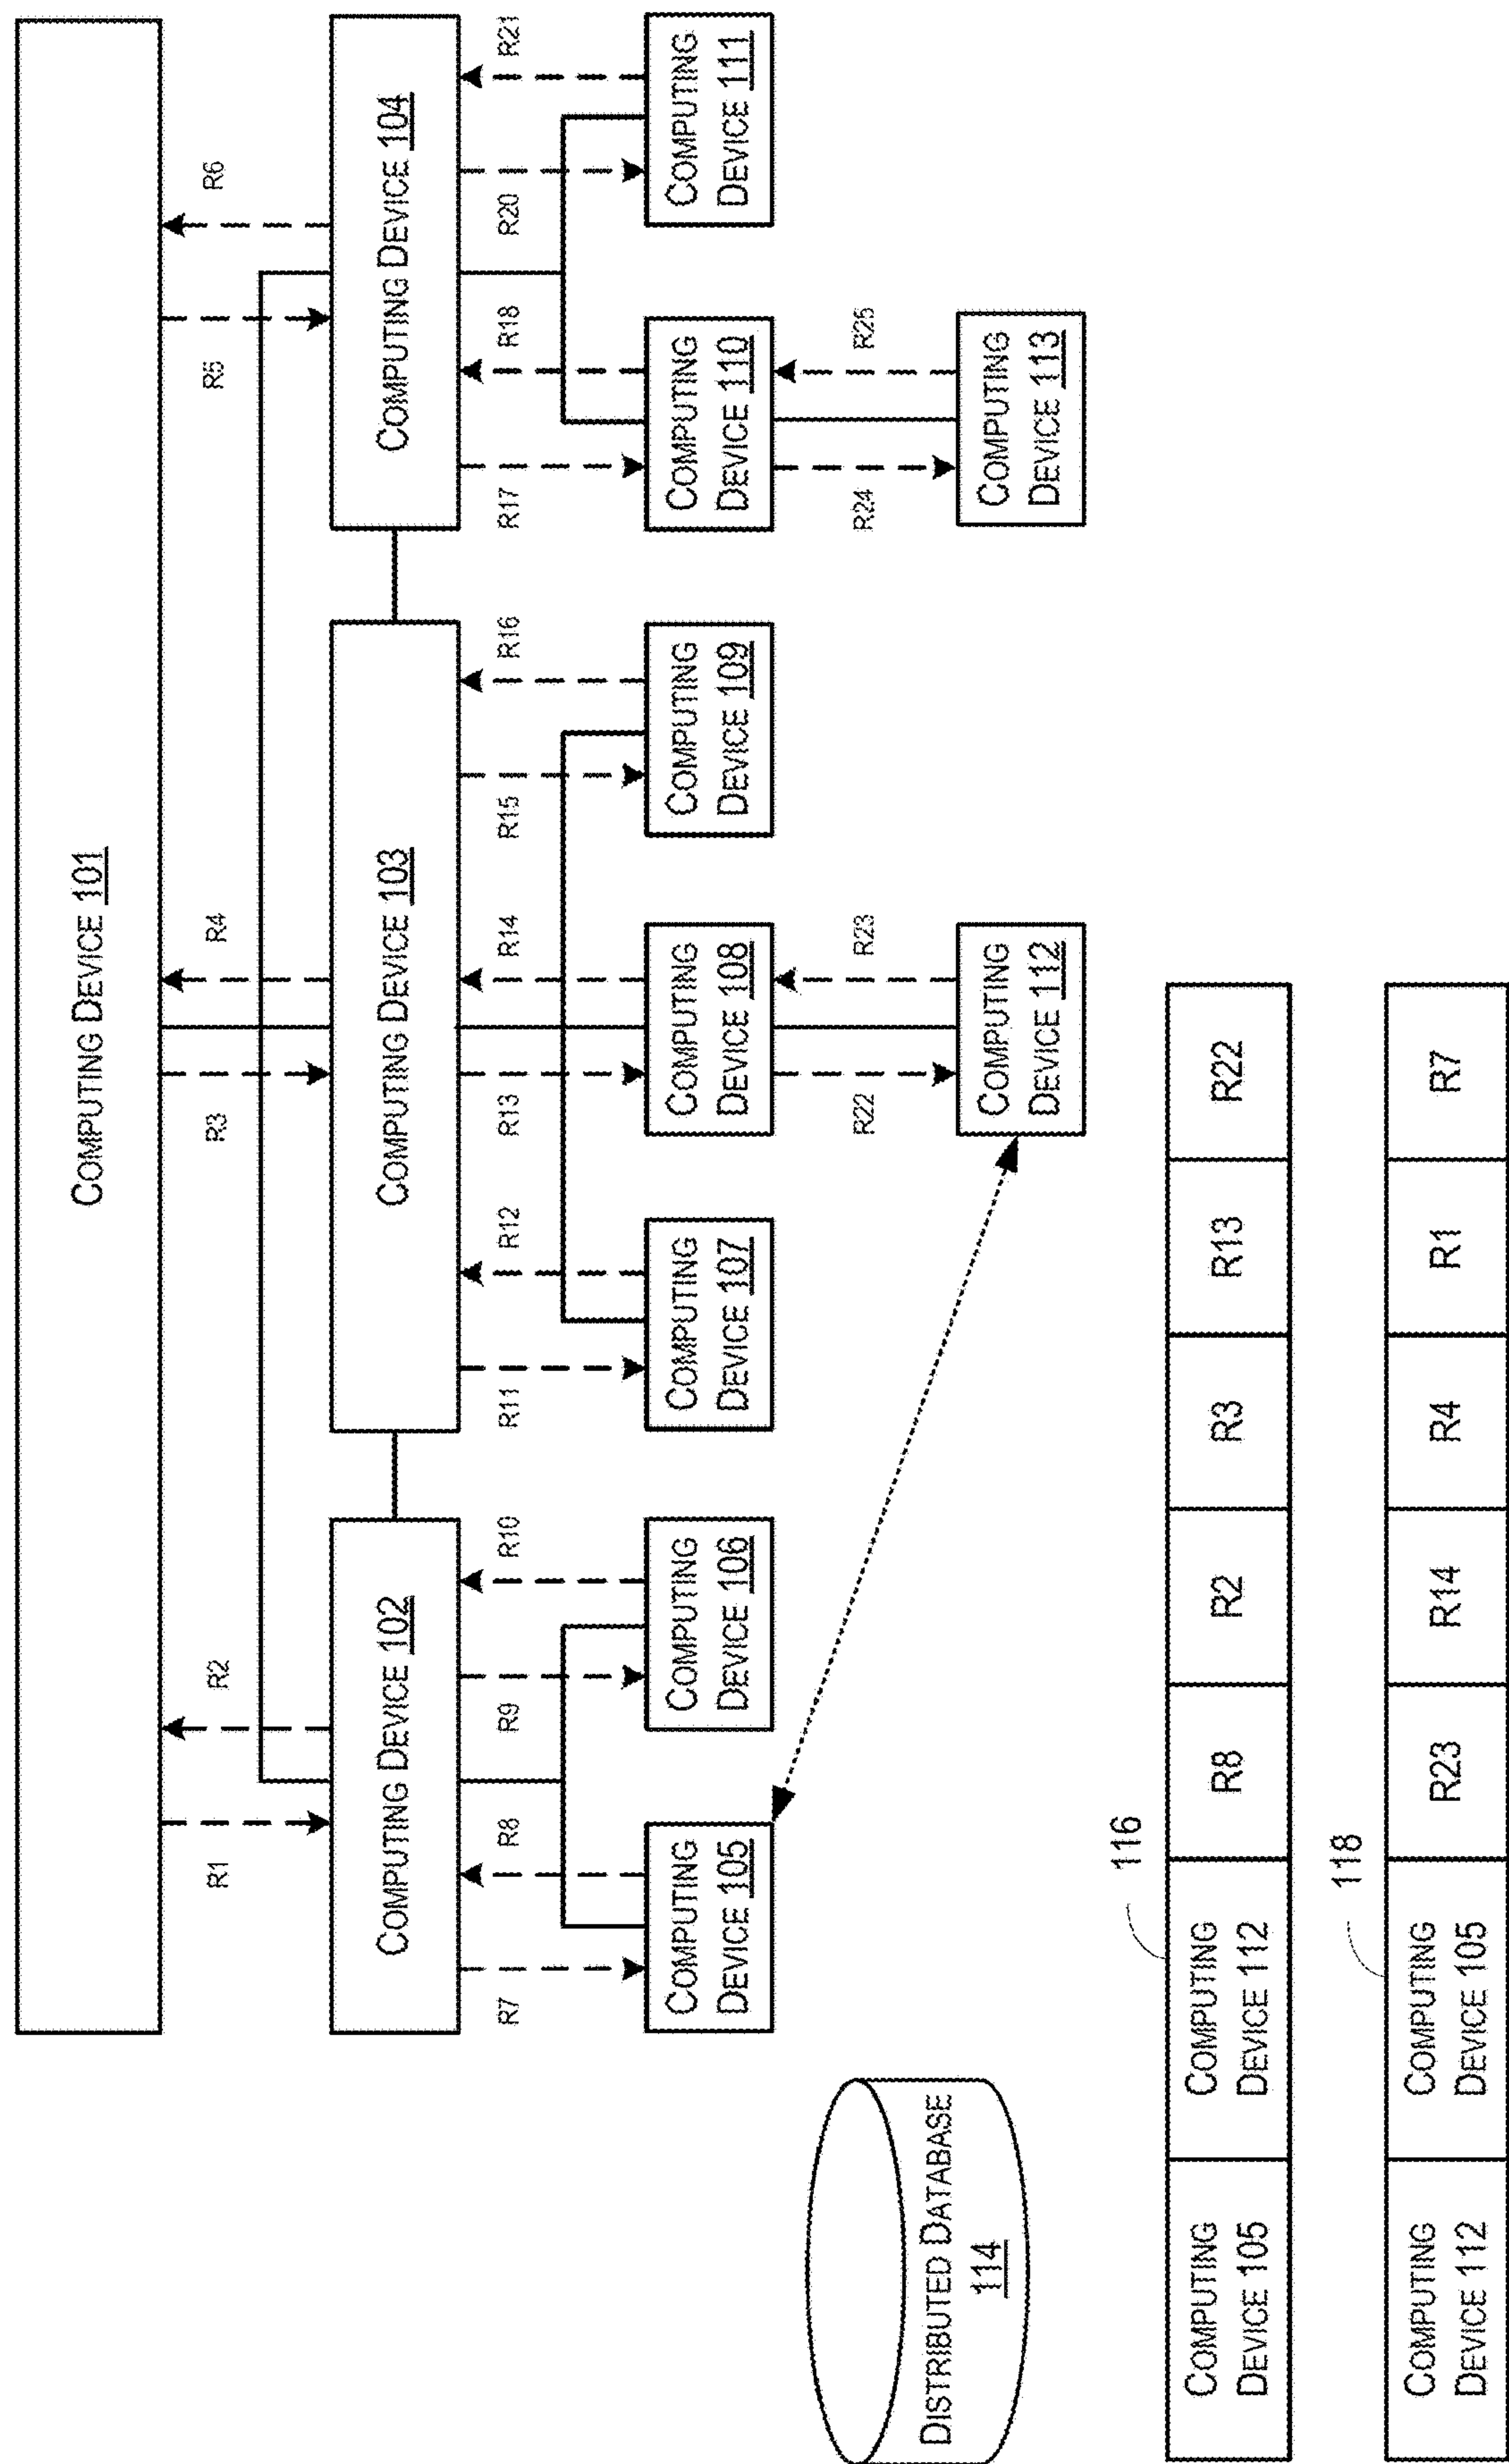 COMPUTING DEVICE 101
R1
R2
R3
R4
R5
R6
COMPUTING DEVICE 102
COMPUTING DEVICE 103
COMPUTING DEVICE 104
R7
R8
R9
R10
R11
R12
R13
R14
R15
R16
R17
R18
R20
R21
COMPUTING
DEVICE 105
COMPUTING
DEVICE 106
COMPUTING
DEVICE 107
COMPUTING
DEVICE 108
COMPUTING
DEVICE 109
COMPUTING
DEVICE 110
COMPUTING
DEVICE 111
R22
R23
R24
R25
COMPUTING
DEVICE 112
COMPUTING
DEVICE 113
DISTRIBUTED DATABASE
114
116
COMPUTING
DEVICE 105
COMPUTING
DEVICE 112
R8
R2
R3
R13
R22
118
COMPUTING
DEVICE 112
COMPUTING
DEVICE 105
R23
R14
R4
R1
R7